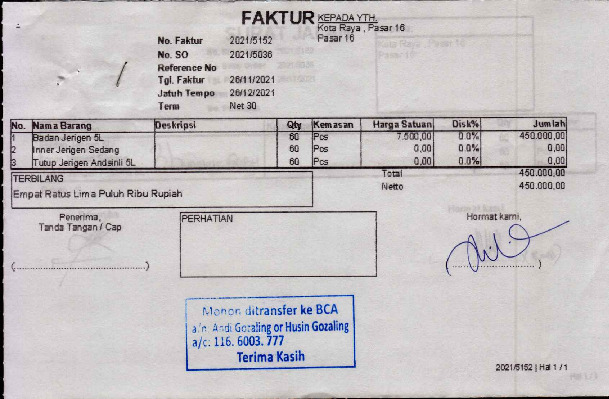 FAKTUR
KEPADA YTH.
Kota Raya , Pasar 16
Pasar 16
No. Faktur 2021/5152
No. SO 2021/5036
Reference No
Tgl. Faktur 26/11/2021
Jatuh Tempo 26/12/2021
Term Net 30
No. Nama Barang Deskripsi Qty Kemasan Harga Satuan Disk% Jumlah
1 Badan Jerigen 5L 60 Pcs 7.500,00 0.0% 450.000,00
2 Inner Jerigen Sedang 60 Pcs 0,00 0.0% 0,00
3 Tutup Jerigen Andsinli 5L 60 Pcs 0,00 0.0% 0,00
TERBILANG
Empat Ratus Lima Puluh Ribu Rupiah
Total 450.000,00
Netto 450.000,00
Penerima,
Tanda Tangan / Cap
(............................................)
PERHATIAN
Hormat kami,
(..............................)
Mohon ditransfer ke BCA
a/n. Andi Gozaling or Husin Gozaling
a/c: 116. 6003. 777
Terima Kasih
2021/5152 | Hal 1 / 1